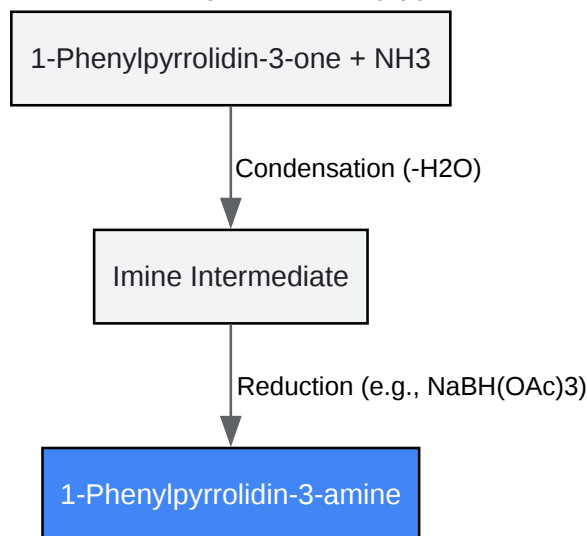 1-Phenylpyrrolidin-3-one + NH3
Condensation (-H2O)
Imine Intermediate
Reduction (e.g., NaBH(OAc)3)
1-Phenylpyrrolidin-3-amine